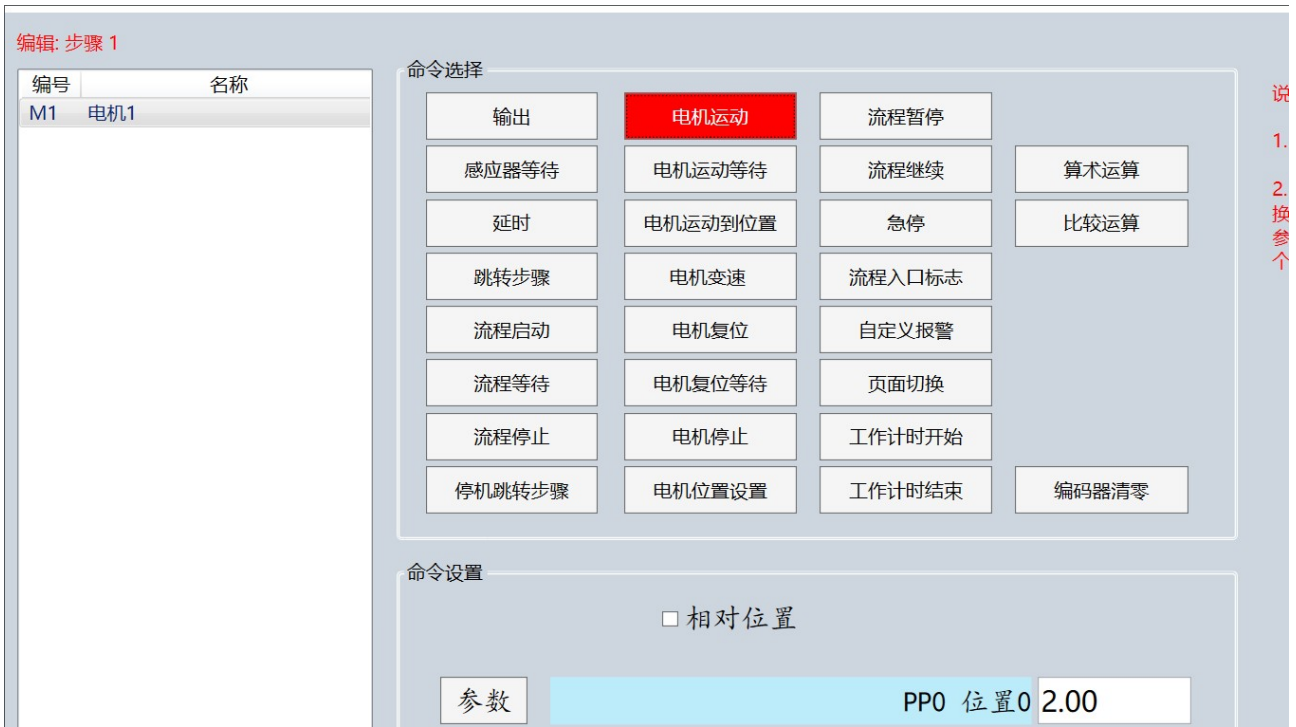 编辑: 步骤 1
编号 名称
M1 电机1
命令选择
输出 电机运动 流程暂停
感应器等待 电机运动等待 流程继续 算术运算
延时 电机运动到位置 急停 比较运算
跳转步骤 电机变速 流程入口标志
流程启动 电机复位 自定义报警
流程等待 电机复位等待 页面切换
流程停止 电机停止 工作计时开始
停机跳转步骤 电机位置设置 工作计时结束 编码器清零
命令设置
相对位置
参数 PP0 位置0 2.00
说
1.
2.
换
参
个